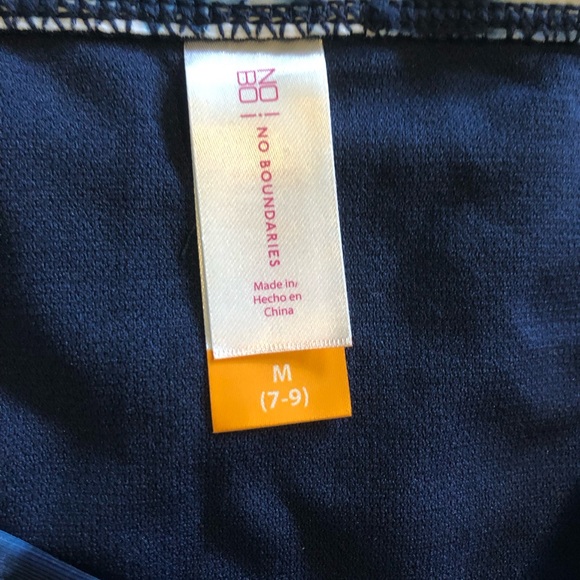 NO
BO
NO BOUNDARIES
Made in/
Hecho en
China
M
(7-9)